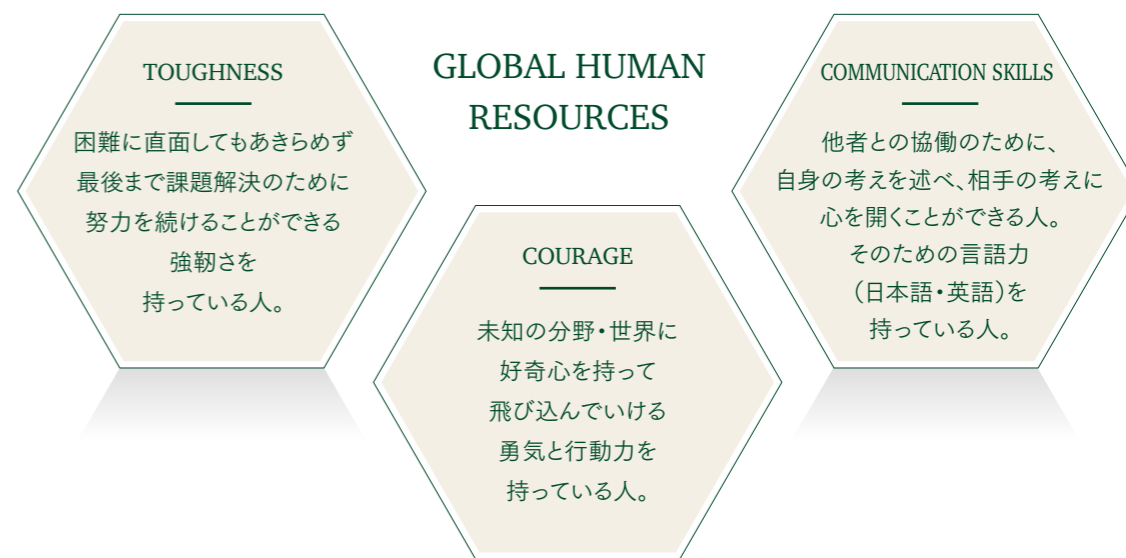 GLOBAL HUMAN
RESOURCES
TOUGHNESS
困難に直面してもあきらめず
最後まで課題解決のために
努力を続けることができる
強靭さを
持っている人。
COURAGE
未知の分野・世界に
好奇心を持って
飛び込んでいける
勇気と行動力を
持っている人。
COMMUNICATION SKILLS
他者との協働のために、
自身の考えを述べ、相手の考えに
心を開くことができる人。
そのための言語力
（日本語・英語）を
持っている人。